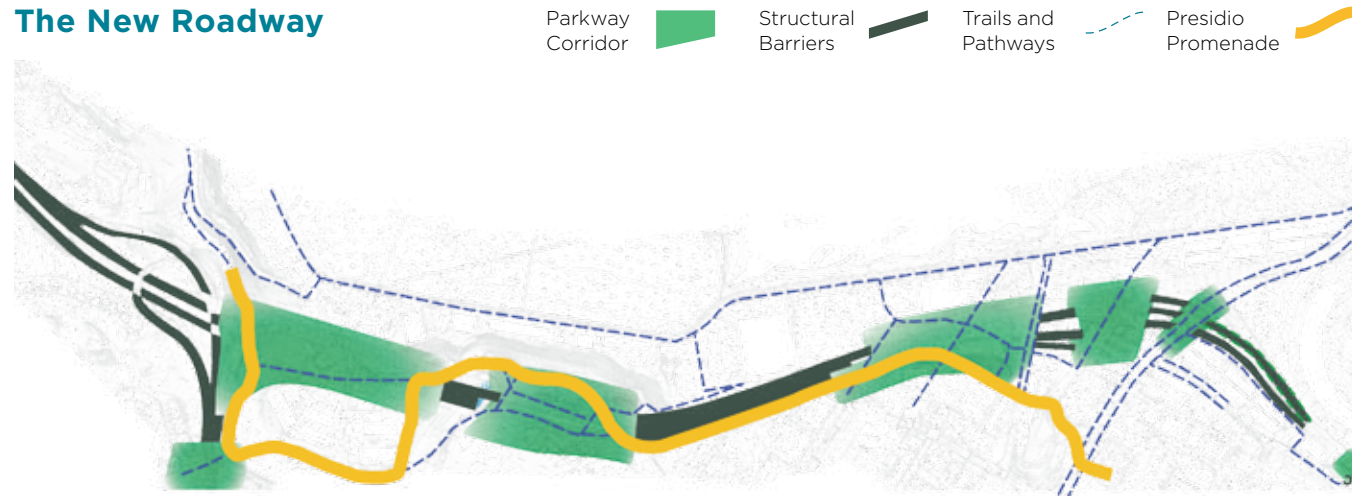 The New Roadway
Parkway
Corridor
Structural
Barriers
Trails and
Pathways
Presidio
Promenade